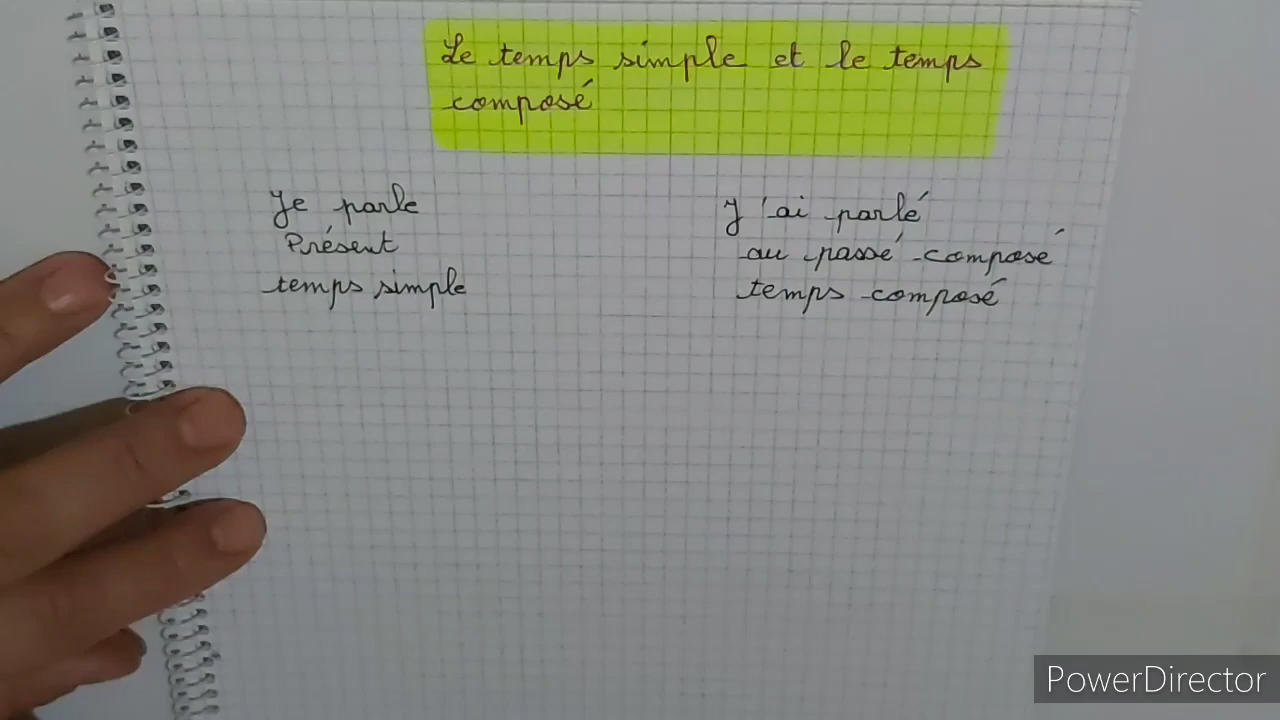 Le temps simple et le temps
composé
Je parle
Présent
temps simple
J'ai parlé
au passé composé
temps composé
PowerDirector